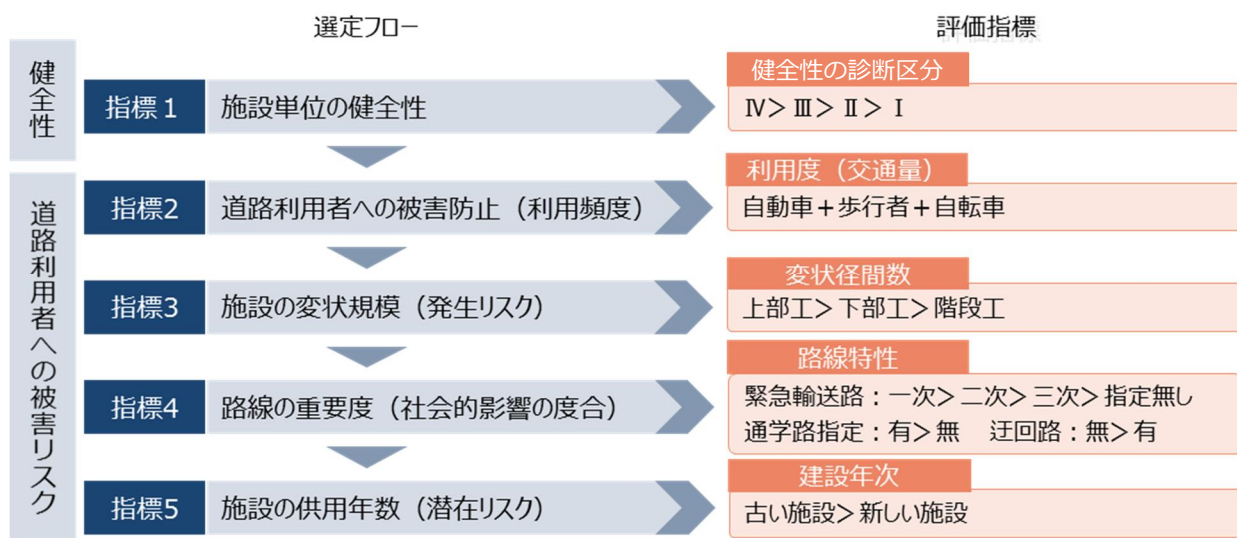 選定フロー
評価指標
健全性
指標1
施設単位の健全性
健全性の診断区分
Ⅳ＞Ⅲ＞Ⅱ＞Ⅰ
道路利用者への被害リスク
指標2
道路利用者への被害防止（利用頻度）
利用度（交通量）
自動車＋歩行者＋自転車
指標3
施設の変状規模（発生リスク）
変状径間数
上部工＞下部工＞階段工
指標4
路線の重要度（社会的影響の度合）
路線特性
緊急輸送路：一次＞二次＞三次＞指定無し
通学路指定：有＞無　迂回路：無＞有
指標5
施設の供用年数（潜在リスク）
建設年次
古い施設＞新しい施設